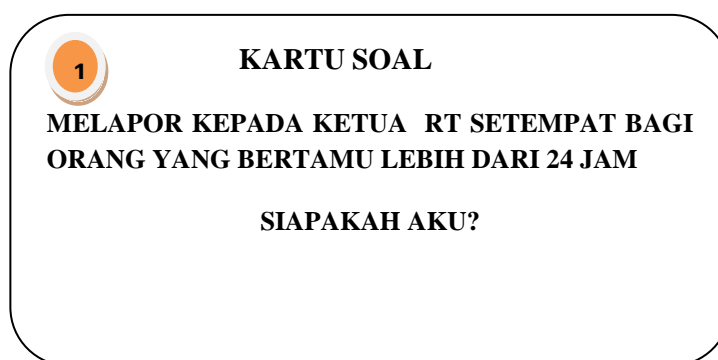 1
KARTU SOAL
MELAPOR KEPADA KETUA RT SETEMPAT BAGI
ORANG YANG BERTAMU LEBIH DARI 24 JAM
SIAPAKAH AKU?